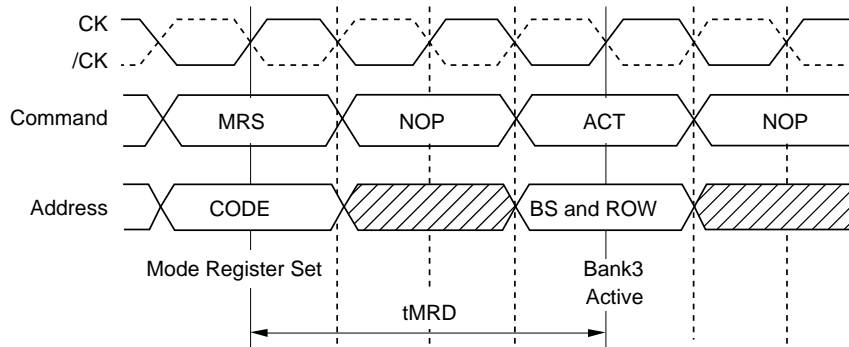 CK
/CK
Command MRS NOP ACT NOP
Address CODE BS and ROW
Mode Register Set Bank3
Active
tMRD